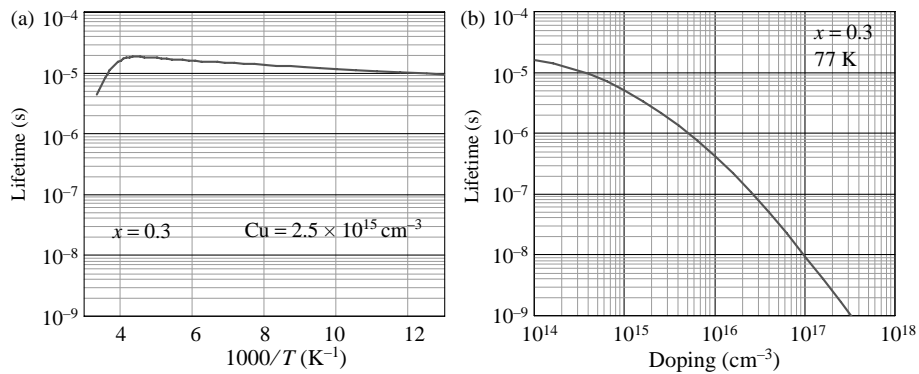 (a)
10⁻⁴
10⁻⁵
10⁻⁶
10⁻⁷
10⁻⁸
10⁻⁹
Lifetime (s)
x = 0.3
Cu = 2.5 × 10¹⁵ cm⁻³
4 6 8 10 12
1000/T (K⁻¹)
(b)
10⁻⁴
10⁻⁵
10⁻⁶
10⁻⁷
10⁻⁸
10⁻⁹
Lifetime (s)
x = 0.3
77 K
10¹⁴ 10¹⁵ 10¹⁶ 10¹⁷ 10¹⁸
Doping (cm⁻³)